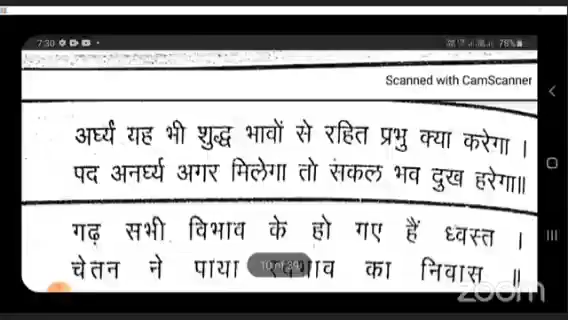 7:30
78%
Scanned with CamScanner
अर्घ्य यह भी शुद्ध भावों से रहित प्रभु क्या करेगा ।
पद अनर्घ्य अगर मिलेगा तो सकल भव दुख हरेगा॥
गढ़ सभी विभाव के हो गए हैं ध्वस्त ।
चेतन ने पाया का निवास ॥
zoom